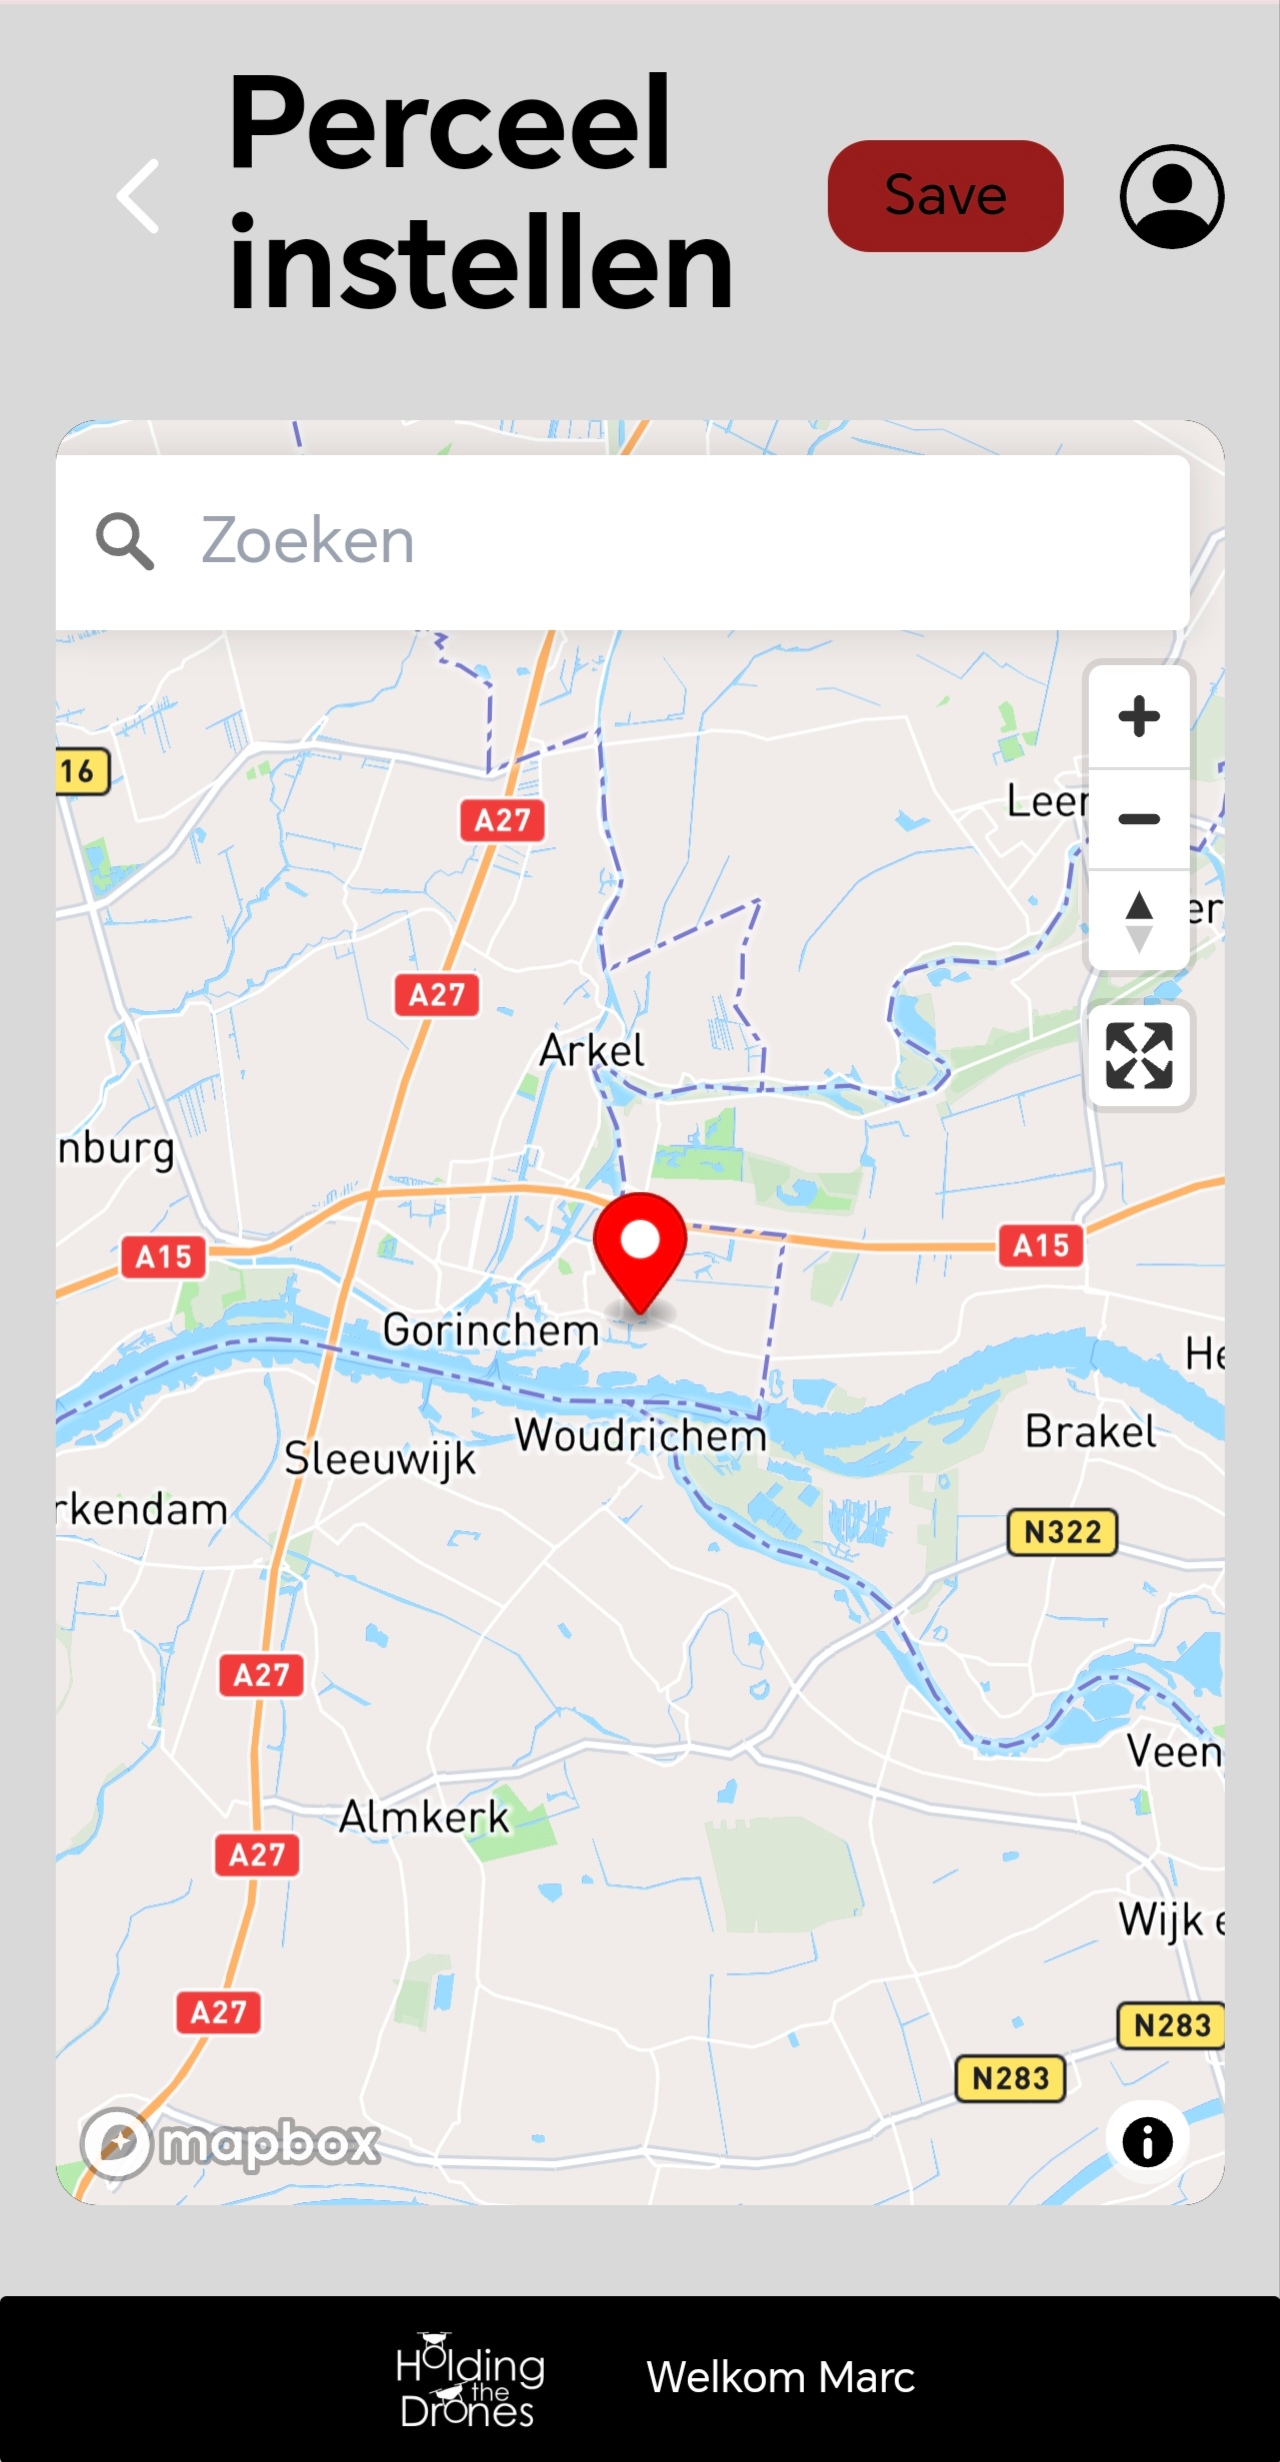 Perceel
instellen
Save
Zoeken
16
A27
Leer
er
A27
Arkel
nburg
A15
A15
Gorinchem
He
Woudrichem
Brakel
Sleeuwijk
rkendam
N322
A27
Veen
Almkerk
A27
Wijk e
A27
N283
N283
mapbox
Holding
the
Drones
Welkom Marc